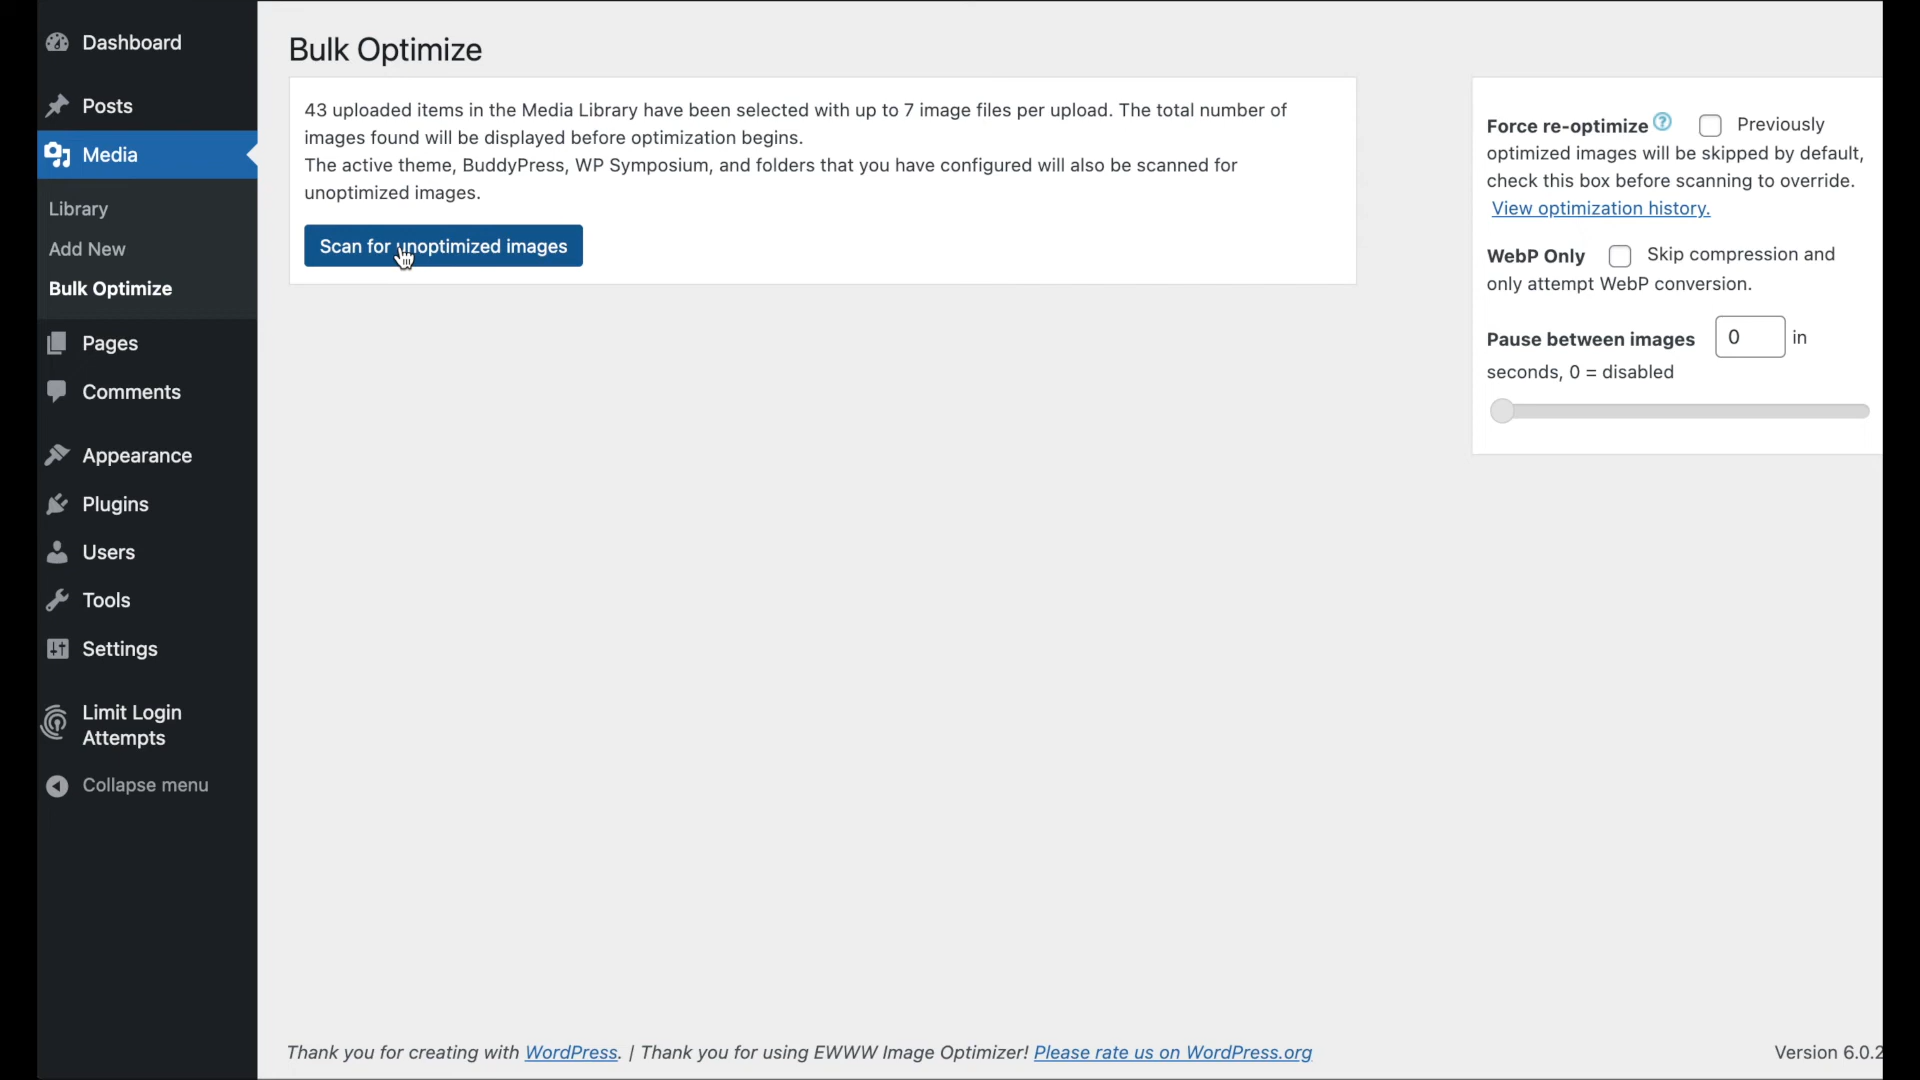 Dashboard
Posts
Media
Library
Add New
Bulk Optimize
Pages
Comments
Appearance
Plugins
Users
Tools
Settings
Limit Login
Attempts
Collapse menu
Bulk Optimize
43 uploaded items in the Media Library have been selected with up to 7 image files per upload. The total number of
images found will be displayed before optimization begins.
The active theme, BuddyPress, WP Symposium, and folders that you have configured will also be scanned for
unoptimized images.
Scan for unoptimized images
Force re-optimize ? Previously
optimized images will be skipped by default,
check this box before scanning to override.
View optimization history.
WebP Only Skip compression and
only attempt WebP conversion.
Pause between images 0 in
seconds, 0 = disabled
Thank you for creating with WordPress. | Thank you for using EWWW Image Optimizer! Please rate us on WordPress.org
Version 6.0.2